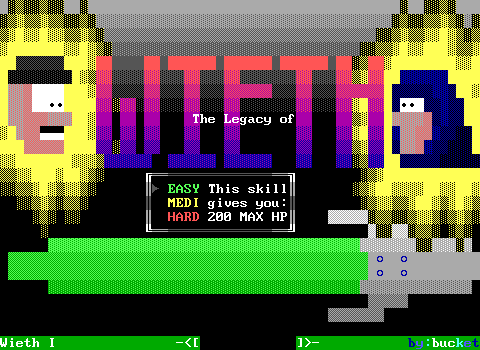 The Legacy of
WIETH
EASY This skill
MEDI gives you:
HARD 200 MAX HP
Wieth I -<[ ]>- by:bucket